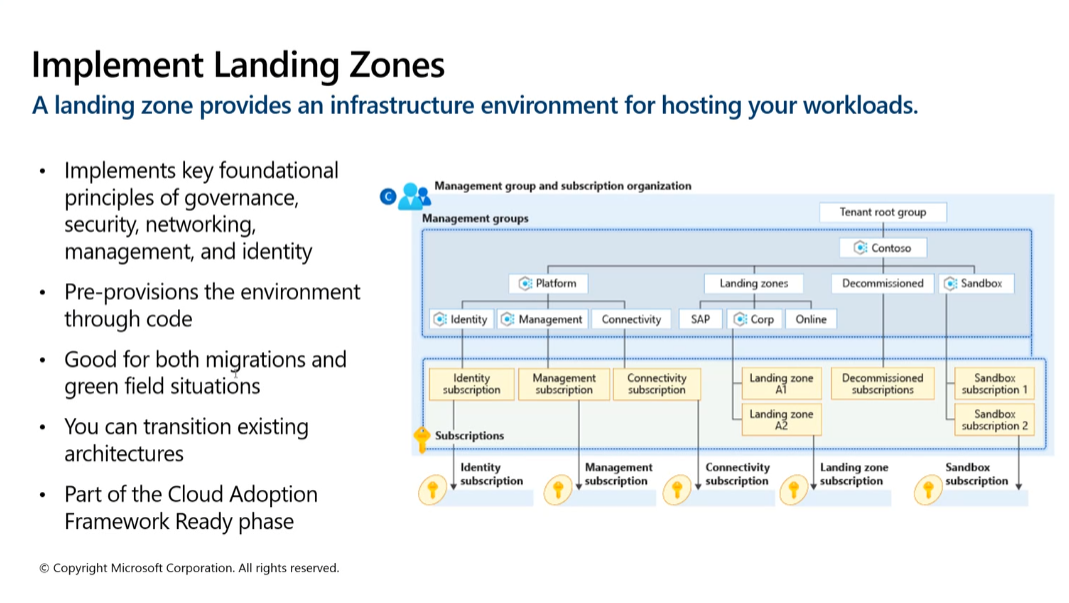 Implement Landing Zones
A landing zone provides an infrastructure environment for hosting your workloads.
• Implements key foundational
principles of governance,
security, networking,
management, and identity
• Pre-provisions the environment
through code
• Good for both migrations and
green field situations
• You can transition existing
architectures
• Part of the Cloud Adoption
Framework Ready phase
© Copyright Microsoft Corporation. All rights reserved.
C
Management group and subscription organization
Management groups
Tenant root group
Contoso
Platform
Landing zones
Decommissioned
Sandbox
Identity
Management
Connectivity
SAP
Corp
Online
Identity
subscription
Management
subscription
Connectivity
subscription
Landing zone
A1
Decommissioned
subscriptions
Sandbox
subscription 1
Landing zone
A2
Sandbox
subscription 2
Subscriptions
Identity
subscription
Management
subscription
Connectivity
subscription
Landing zone
subscription
Sandbox
subscription